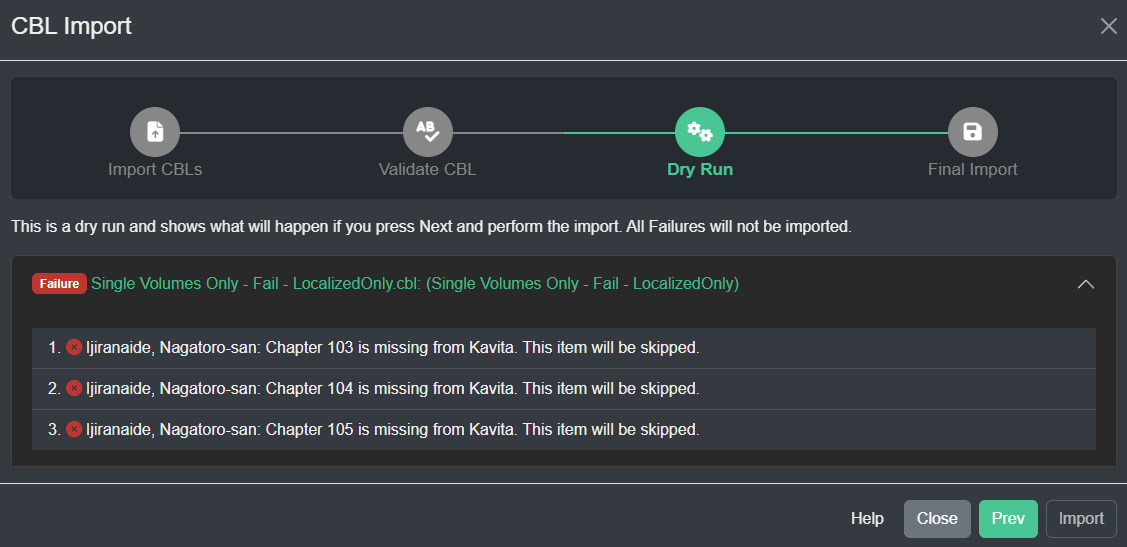 CBL Import
Import CBLs
Validate CBL
Dry Run
Final Import
This is a dry run and shows what will happen if you press Next and perform the import. All Failures will not be imported.
Failure Single Volumes Only - Fail - LocalizedOnly.cbl: (Single Volumes Only - Fail - LocalizedOnly)
1. Ijiranaide, Nagatoro-san: Chapter 103 is missing from Kavita. This item will be skipped.
2. Ijiranaide, Nagatoro-san: Chapter 104 is missing from Kavita. This item will be skipped.
3. Ijiranaide, Nagatoro-san: Chapter 105 is missing from Kavita. This item will be skipped.
Help Close Prev Import